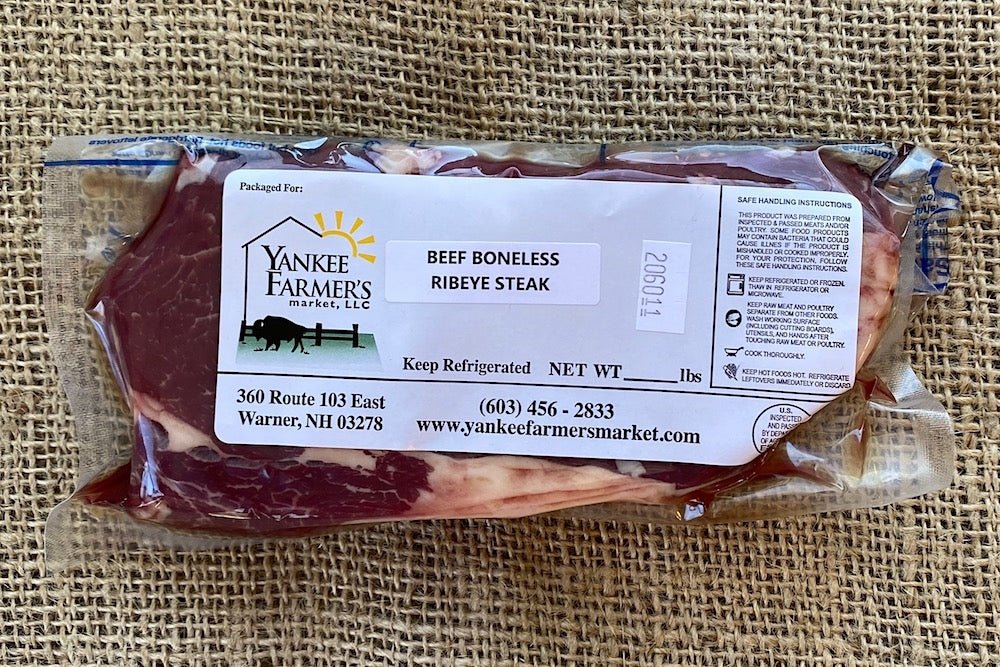 Packaged For:
YANKEE
FARMER'S
market, LLC
BEEF BONELESS
RIBEYE STEAK
206011
Keep Refrigerated NET WT lbs
360 Route 103 East
Warner, NH 03278
(603) 456 - 2833
www.yankeefarmersmarket.com
SAFE HANDLING INSTRUCTIONS
THIS PRODUCT WAS PREPARED FROM
INSPECTED & PASSED MEATS AND/OR
POULTRY. SOME FOOD PRODUCTS
MAY CONTAIN BACTERIA THAT COULD
CAUSE ILLNES IF THE PRODUCT IS
MISHANDLED OR COOKED IMPROPERLY.
FOR YOUR PROTECTION, FOLLOW
THESE SAFE HANDLING INSTRUCTIONS.
KEEP REFRIGERATED OR FROZEN.
THAW IN REFRIGERATOR OR
MICROWAVE.
KEEP RAW MEAT AND POULTRY
SEPARATE FROM OTHER FOODS.
WASH WORKING SURFACE
(INCLUDING CUTTING BOARDS),
UTENSILS, AND HANDS AFTER
TOUCHING RAW MEAT OR POULTRY.
COOK THOROUGHLY.
KEEP HOT FOODS HOT. REFRIGERATE
LEFTOVERS IMMEDIATELY OR DISCARD.
U.S.
INSPECTED
AND
BY